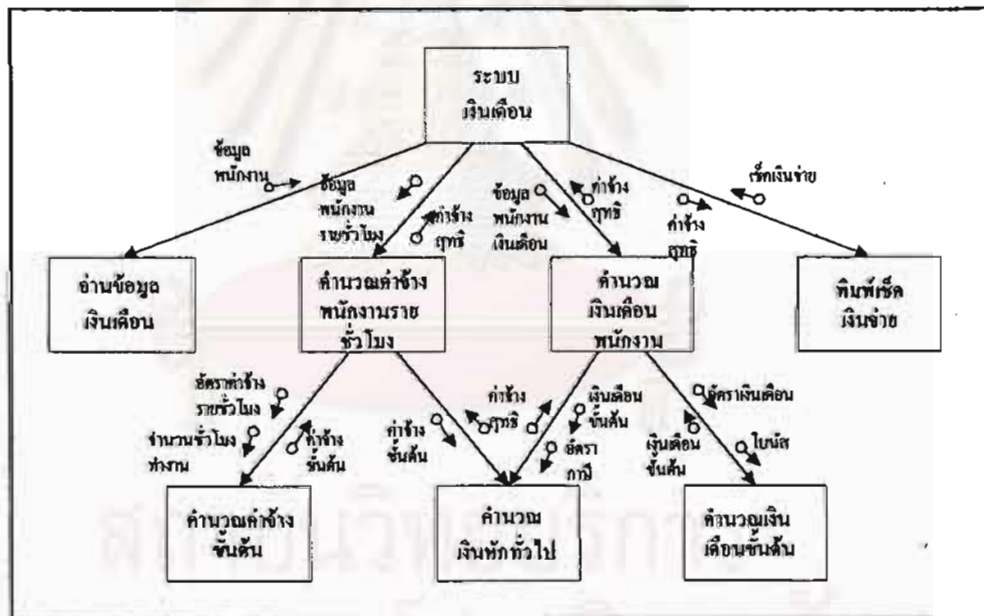 ระบบ
เงินเดือน
ข้อมูล
พนักงาน
ข้อมูล
พนักงาน
รายชั่วโมง
ค่าจ้าง
สุทธิ
ข้อมูล
พนักงาน
เงินเดือน
ค่าจ้าง
สุทธิ
ค่าจ้าง
สุทธิ
เช็คเงินจ่าย
อ่านข้อมูล
เงินเดือน
คำนวณค่าจ้าง
พนักงานราย
ชั่วโมง
คำนวณ
เงินเดือน
พนักงาน
พิมพ์เช็ค
เงินจ่าย
อัตราค่าจ้าง
รายชั่วโมง
จำนวนชั่วโมง
ทำงาน
ค่าจ้าง
ขั้นต้น
ค่าจ้าง
ขั้นต้น
ค่าจ้าง
สุทธิ
เงินเดือน
ขั้นต้น
อัตรา
ภาษี
เงินเดือน
ขั้นต้น
อัตราเงินเดือน
โบนัส
คำนวณค่าจ้าง
ขั้นต้น
คำนวณ
เงินหักทั่วไป
คำนวณเงิน
เดือนขั้นต้น